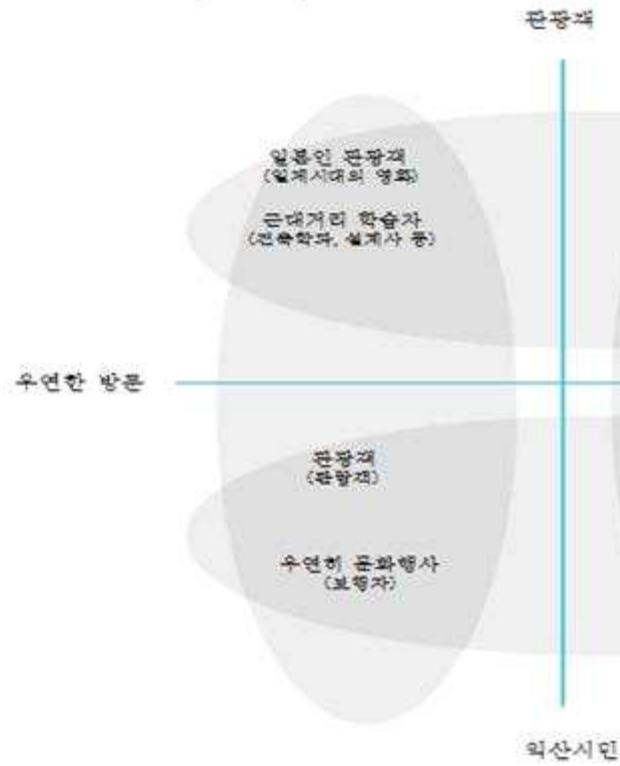 관광객
일본인 관광객
(일제시대의 영화)
근대거리 학습자
(건축학과, 설계사 등)
우연한 방문
관광객
(관람객)
우연히 문화행사
(보행자)
익산시민